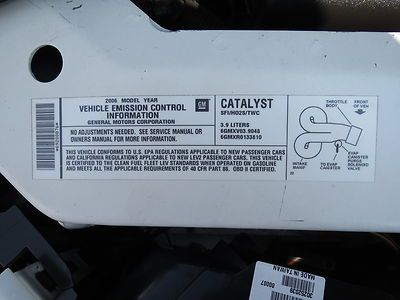 2006 MODEL YEAR
VEHICLE EMISSION CONTROL
INFORMATION
GENERAL MOTORS CORPORATION
GM
CATALYST
SFI/HO2S/TWC
3.9 LITERS
6GMXV03.9048
6GMXR0133810
NO ADJUSTMENTS NEEDED. SEE SERVICE MANUAL OR
OWNERS MANUAL FOR MORE INFORMATION.
THIS VEHICLE CONFORMS TO U.S. EPA REGULATIONS APPLICABLE TO NEW PASSENGER CARS
AND CALIFORNIA REGULATIONS APPLICABLE TO NEW LEV2 PASSENGER CARS. THIS VEHICLE
CONFORMS TO THE CLEAN FUEL FLEET LEV STANDARDS WHEN OPERATED ON GASOLINE
AND MEETS ALL THE APPLICABLE REQUIREMENTS OF 40 CFR PART 86. OBD II CERTIFIED.
THROTTLE
BODY
FRONT
OF VEH
INTAKE
MANIF
TO EVAP
CANISTER
EVAP
CANISTER
PURGE
SOLENOID
MADE IN TAIWAN
00007